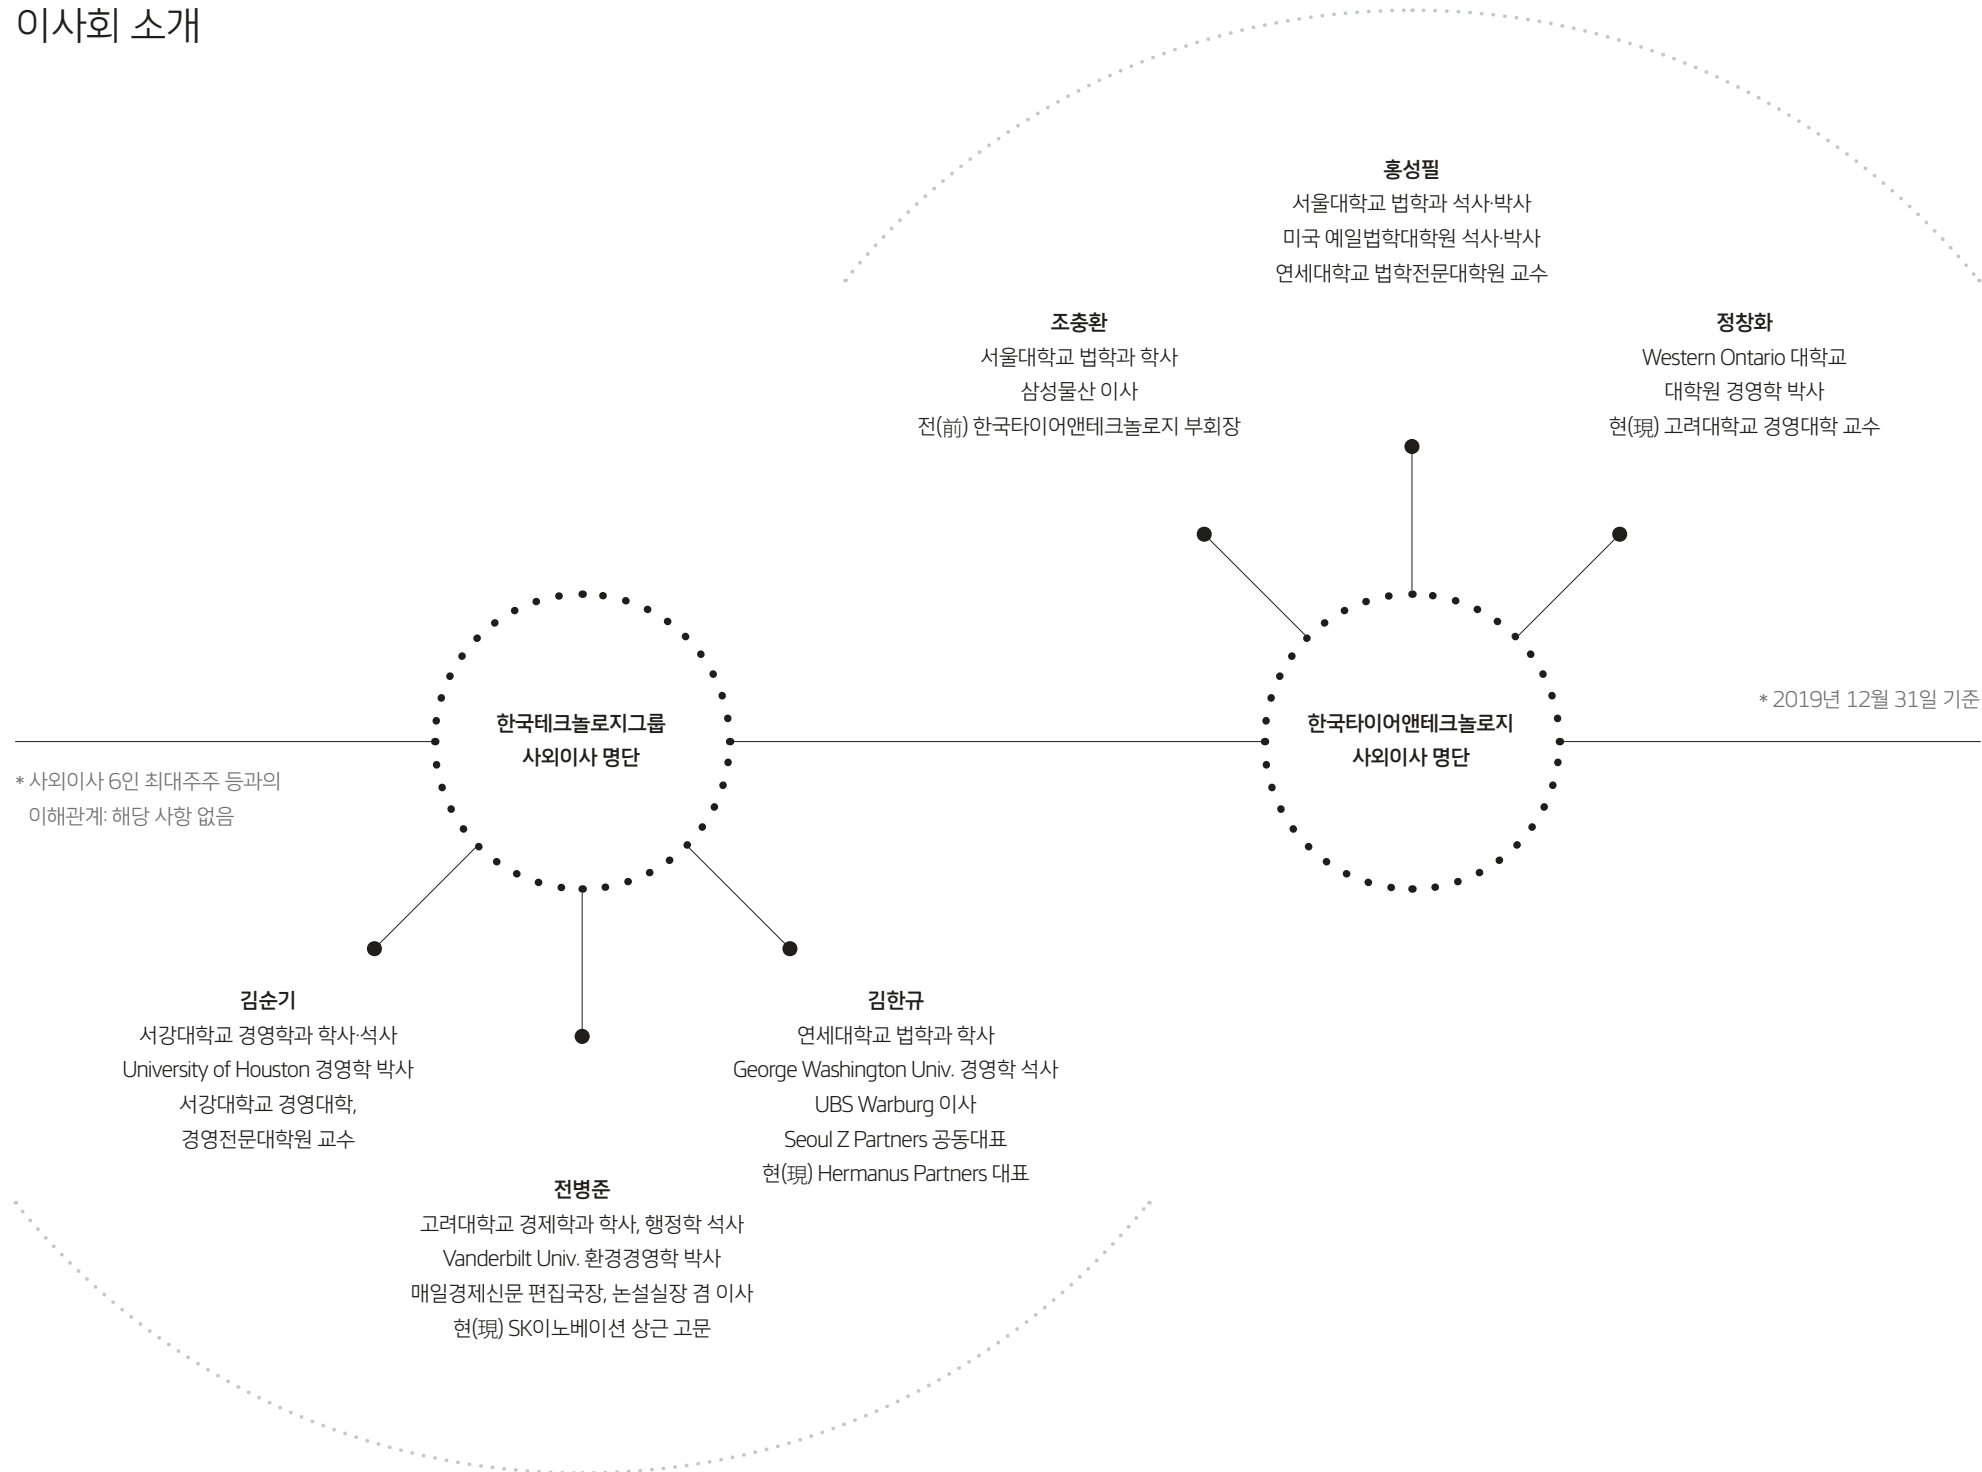 이사회 소개
홍성필
서울대학교 법학과 석사·박사
미국 예일법학대학원 석사·박사
연세대학교 법학전문대학원 교수
조충환
서울대학교 법학과 학사
삼성물산 이사
전(前) 한국타이어앤테크놀로지 부회장
정창화
Western Ontario 대학교
대학원 경영학 박사
현(現) 고려대학교 경영대학 교수
한국테크놀로지그룹
사외이사 명단
한국타이어앤테크놀로지
사외이사 명단
* 2019년 12월 31일 기준
* 사외이사 6인 최대주주 등과의
이해관계: 해당 사항 없음
김순기
서강대학교 경영학과 학사·석사
University of Houston 경영학 박사
서강대학교 경영대학,
경영전문대학원 교수
전병준
고려대학교 경제학과 학사, 행정학 석사
Vanderbilt Univ. 환경경영학 박사
매일경제신문 편집국장, 논설실장 겸 이사
현(現) SK이노베이션 상근 고문
김한규
연세대학교 법학과 학사
George Washington Univ. 경영학 석사
UBS Warburg 이사
Seoul Z Partners 공동대표
현(現) Hermanus Partners 대표